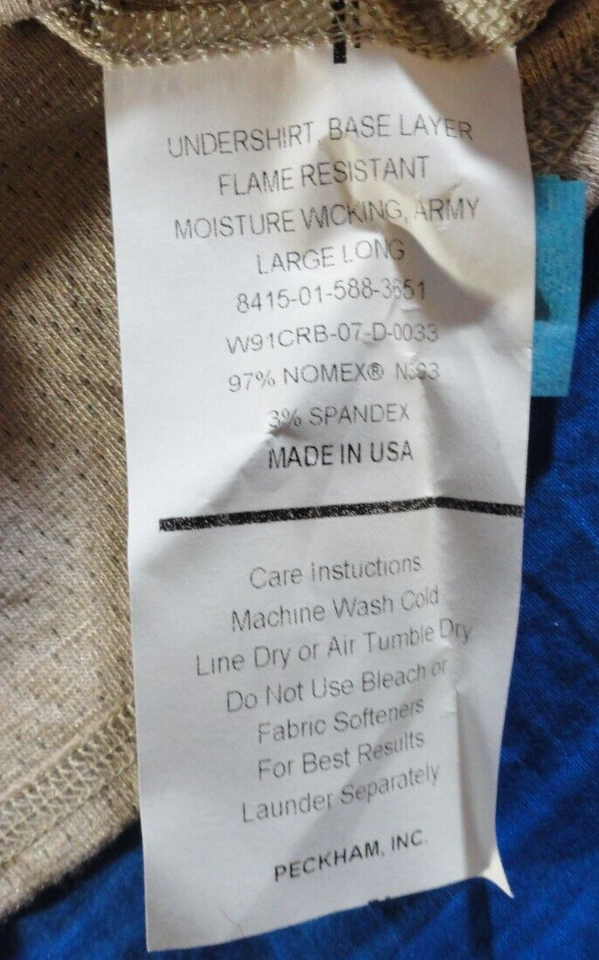 UNDERSHIRT, BASE LAYER
FLAME RESISTANT
MOISTURE WICKING, ARMY
LARGE LONG
8415-01-588-3651
W91CRB-07-D-0033
97% NOMEX®
3% SPANDEX
MADE IN USA
Care Instuctions
Machine Wash Cold
Line Dry or Air Tumble Dry
Do Not Use Bleach or
Fabric Softeners
For Best Results
Launder Separately
PECKHAM, INC.